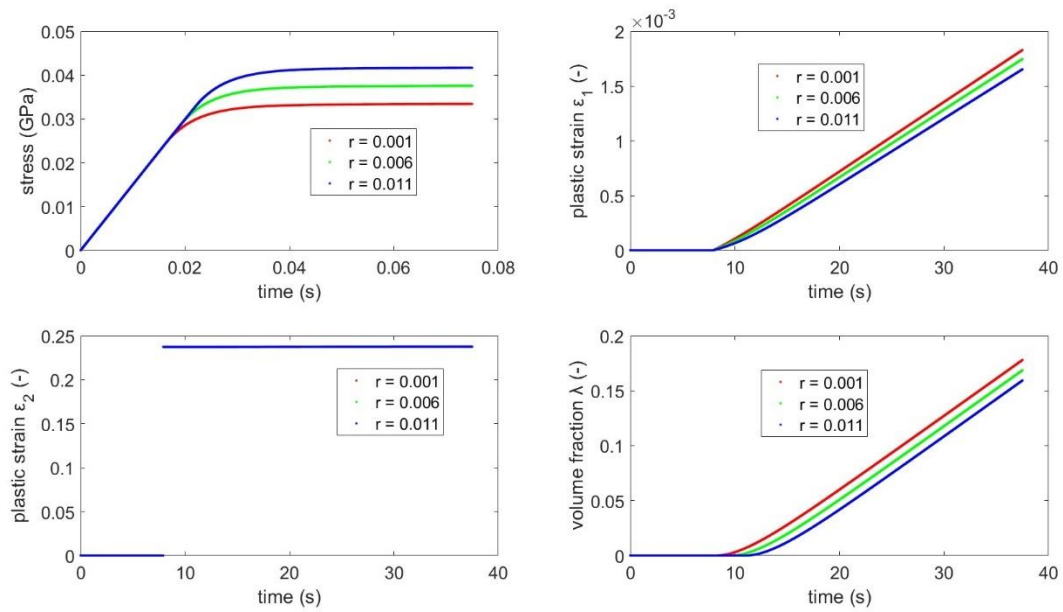 0.05
0.04
0.03
0.02
0.01
0
stress (GPa)
r = 0.001
r = 0.006
r = 0.011
0 0.02 0.04 0.06 0.08
time (s)
×10⁻³
2
1.5
1
0.5
0
plastic strain ε₁ (-)
r = 0.001
r = 0.006
r = 0.011
0 10 20 30 40
time (s)
0.25
0.2
0.15
0.1
0.05
0
plastic strain ε₂ (-)
r = 0.001
r = 0.006
r = 0.011
0 10 20 30 40
time (s)
0.2
0.15
0.1
0.05
0
volume fraction λ (-)
r = 0.001
r = 0.006
r = 0.011
0 10 20 30 40
time (s)